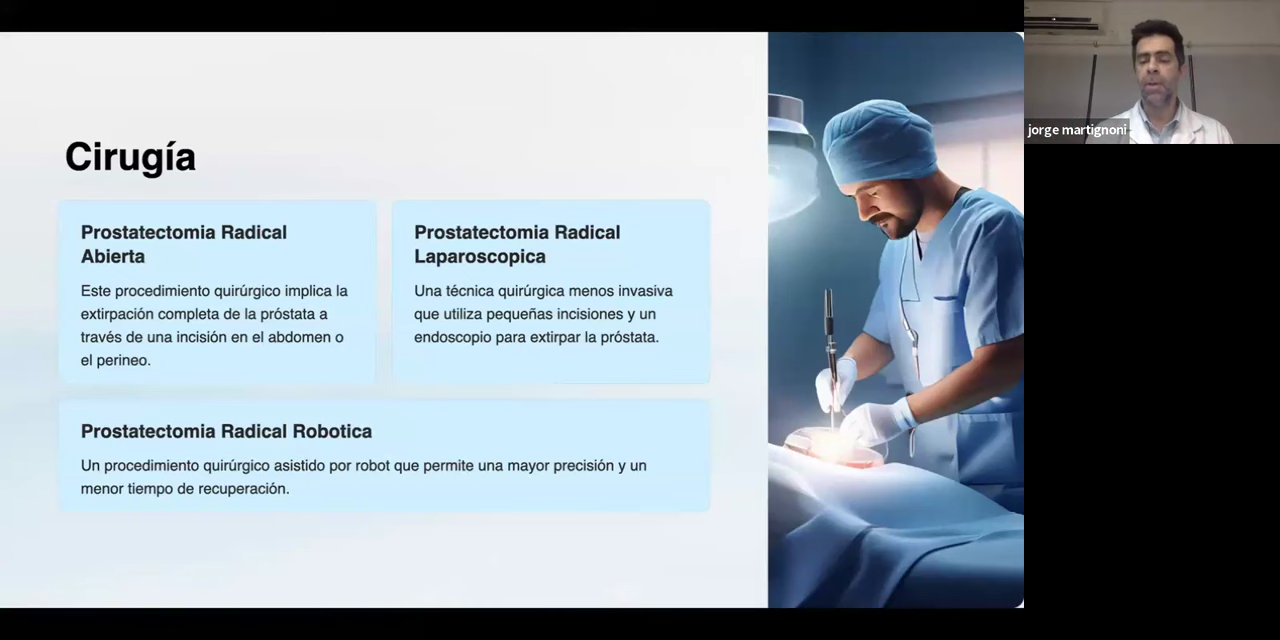 Cirugía
Prostatectomia Radical
Abierta
Este procedimiento quirúrgico implica la
extirpación completa de la próstata a
través de una incisión en el abdomen o
el perineo.
Prostatectomia Radical
Laparoscopica
Una técnica quirúrgica menos invasiva
que utiliza pequeñas incisiones y un
endoscopio para extirpar la próstata.
Prostatectomia Radical Robotica
Un procedimiento quirúrgico asistido por robot que permite una mayor precisión y un
menor tiempo de recuperación.
jorge martignoni